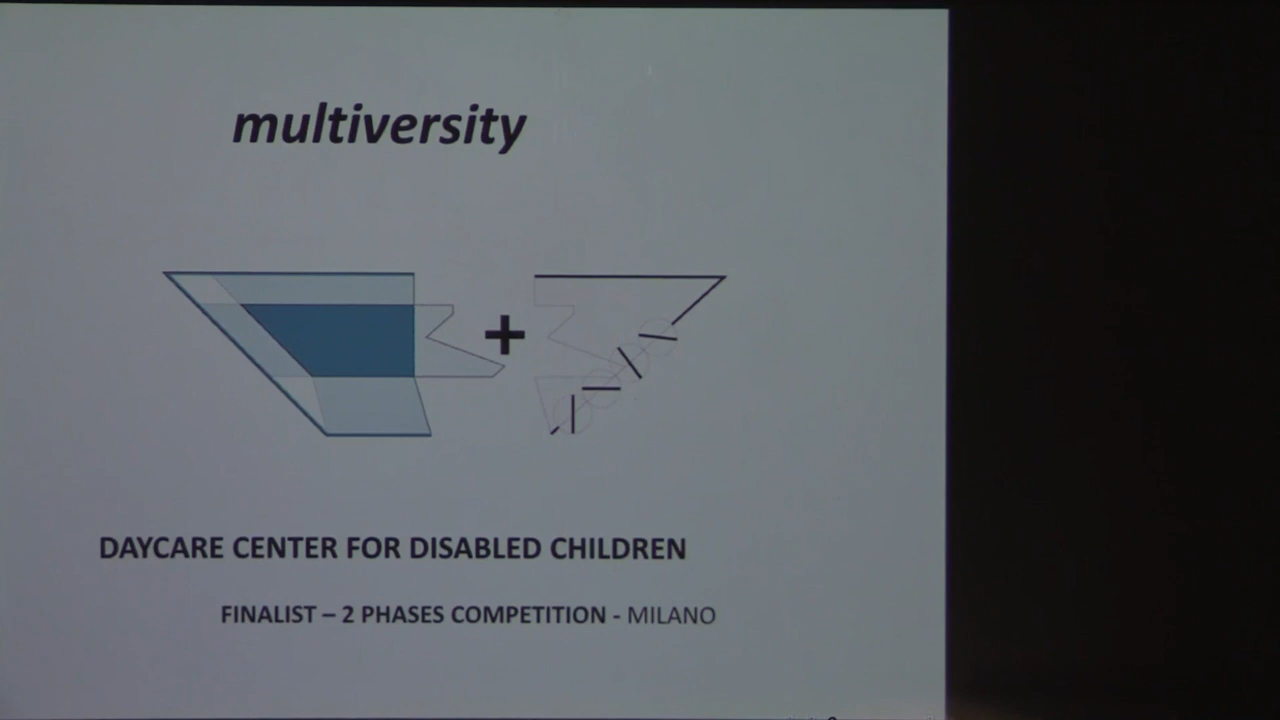 multiversity
+
DAYCARE CENTER FOR DISABLED CHILDREN
FINALIST – 2 PHASES COMPETITION - MILANO